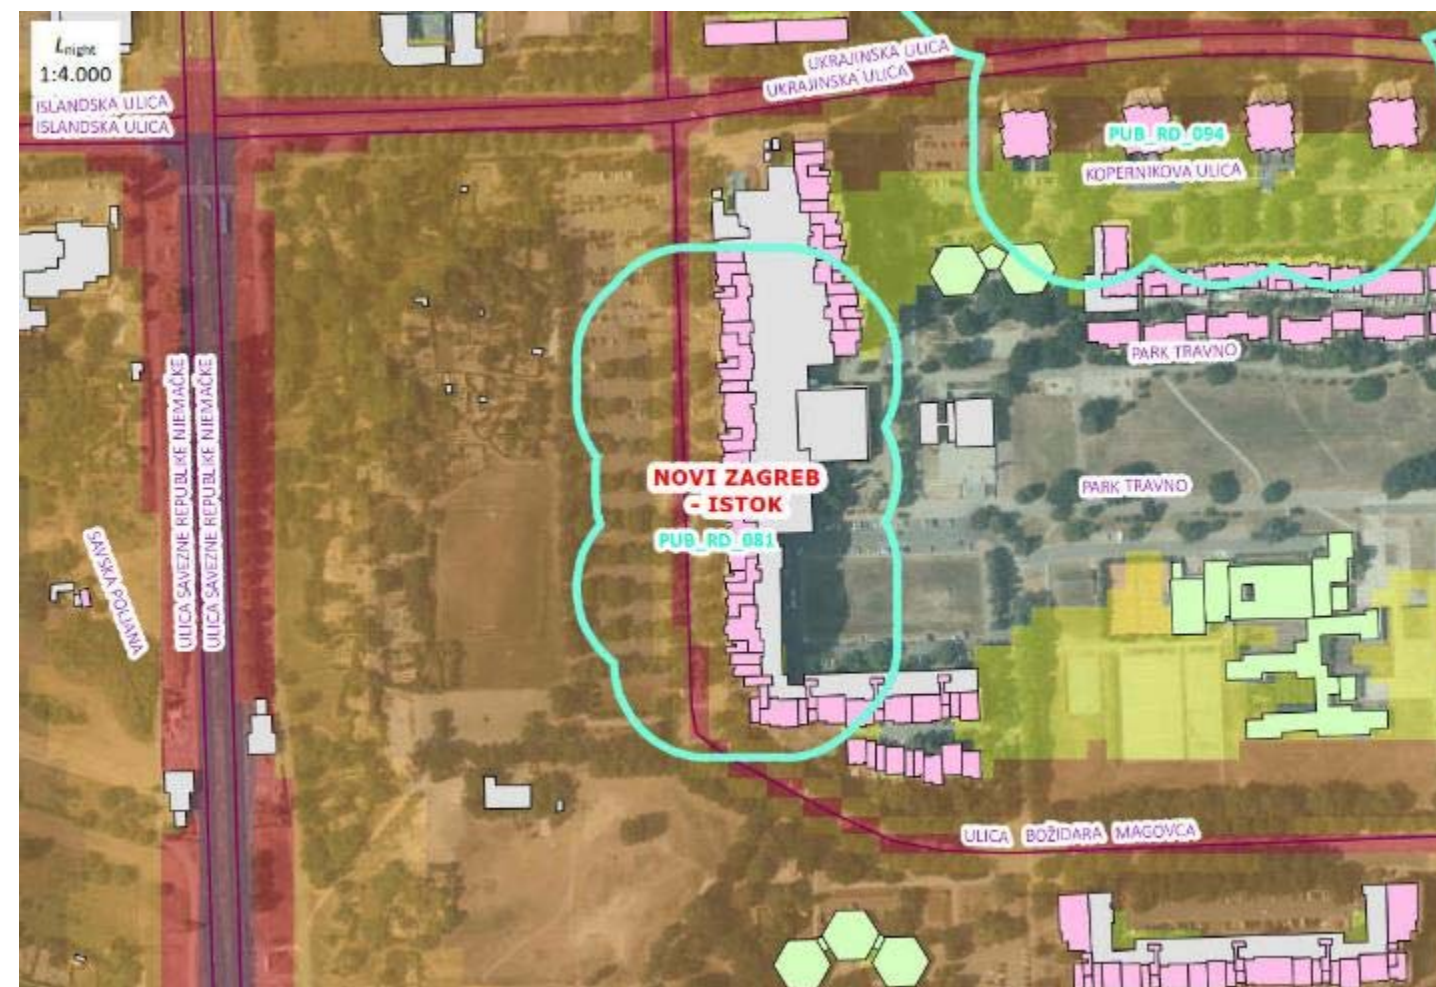 Lnight
1:4.000
ISLANDSKA ULICA
ISLANDSKA ULICA
UKRAJINSKA ULICA
UKRAJINSKA ULICA
PUB_RD_094
KOPERNIKOVA ULICA
PARK TRAVNO
PARK TRAVNO
NOVI ZAGREB
- ISTOK
PUB_RD_081
ULICA SAVEZNE REPUBLIKE NJEMAČKE
ULICA SAVEZNE REPUBLIKE NJEMAČKE
SAVSKA POLJANA
ULICA BOŽIDARA MAGOVCA